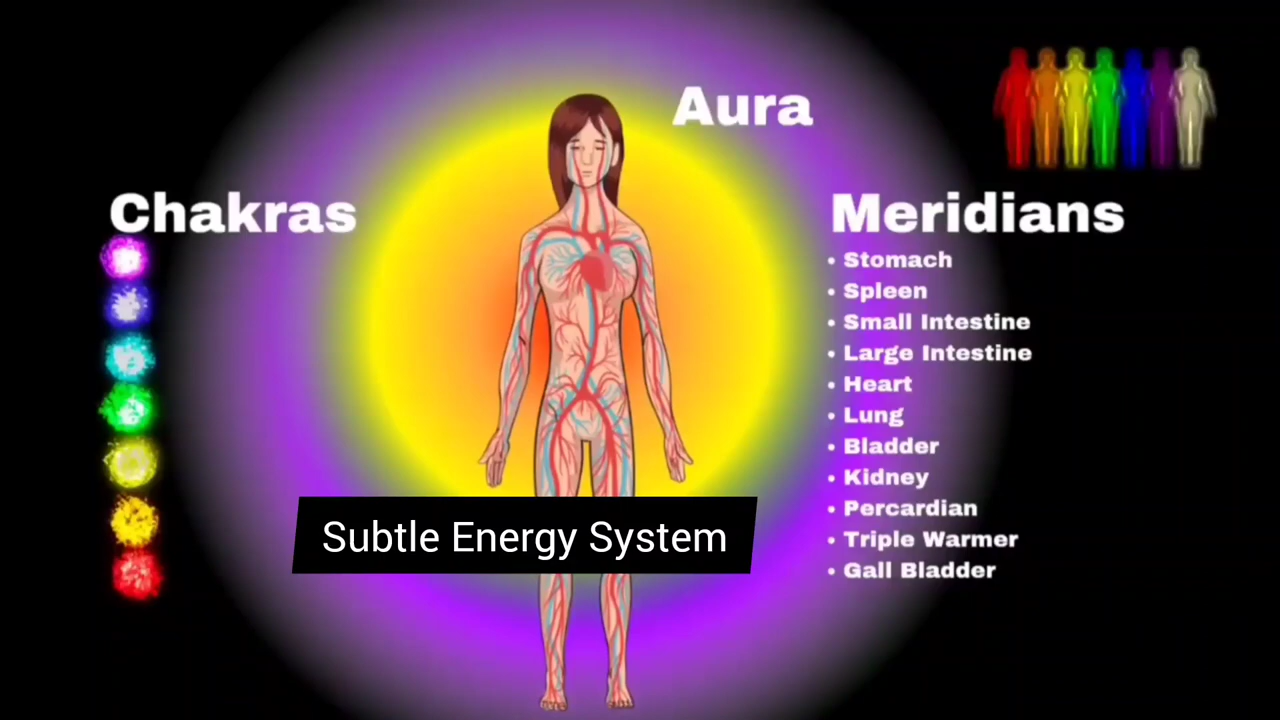 Aura
Chakras
Meridians
• Stomach
• Spleen
• Small Intestine
• Large Intestine
• Heart
• Lung
• Bladder
• Kidney
• Percardian
• Triple Warmer
• Gall Bladder
Subtle Energy System